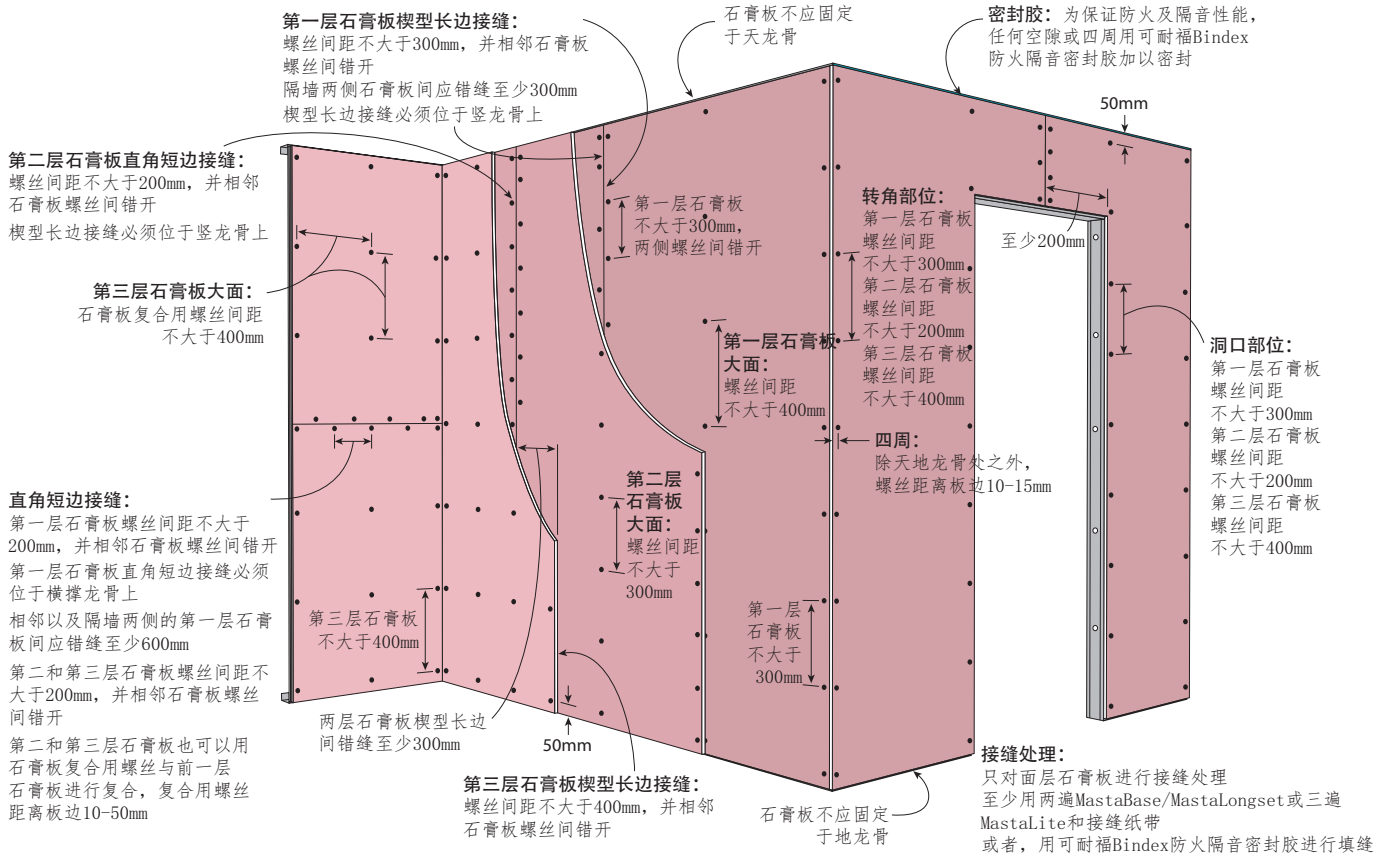 第一层石膏板楔型长边接缝：
螺丝间距不大于300mm，并相邻石膏板
螺丝间错开
隔墙两侧石膏板间应错缝至少300mm
楔型长边接缝必须位于竖龙骨上
石膏板不应固定
于天龙骨
密封胶：为保证防火及隔音性能，
任何空隙或四周用可耐福Bindex
防火隔音密封胶加以密封
50mm
第二层石膏板直角短边接缝：
螺丝间距不大于200mm，并相邻
石膏板螺丝间错开
楔型长边接缝必须位于竖龙骨上
第三层石膏板大面：
石膏板复合用螺丝间距
不大于400mm
第一层石膏板
不大于300mm，
两侧螺丝间错开
转角部位：
第一层石膏板
螺丝间距
不大于300mm
第二层石膏板
螺丝间距
不大于200mm
第三层石膏板
螺丝间距
不大于400mm
至少200mm
第一层石膏板
大面：
螺丝间距
不大于400mm
洞口部位：
第一层石膏板
螺丝间距
不大于300mm
第二层石膏板
螺丝间距
不大于200mm
第三层石膏板
螺丝间距
不大于400mm
四周：
除天地龙骨处之外，
螺丝距离板边10-15mm
第二层
石膏板
大面：
螺丝间距
不大于
300mm
直角短边接缝：
第一层石膏板螺丝间距不大于
200mm，并相邻石膏板螺丝间错开
第一层石膏板直角短边接缝必须
位于横撑龙骨上
相邻以及隔墙两侧的第一层石膏
板间应错缝至少600mm
第二和第三层石膏板螺丝间距不
大于200mm，并相邻石膏板螺丝
间错开
第二和第三层石膏板也可以用
石膏板复合用螺丝与前一层
石膏板进行复合，复合用螺丝
距离板边10-50mm
第三层石膏板
不大于400mm
第一层
石膏板
不大于
300mm
两层石膏板楔型长边
间错缝至少300mm
50mm
第三层石膏板楔型长边接缝：
螺丝间距不大于400mm，并相邻
石膏板螺丝间错开
石膏板不应固定
于地龙骨
接缝处理：
只对面层石膏板进行接缝处理
至少用两遍MastaBase/MastaLongset或三遍
MastaLite和接缝纸带
或者，用可耐福Bindex防火隔音密封胶进行填缝